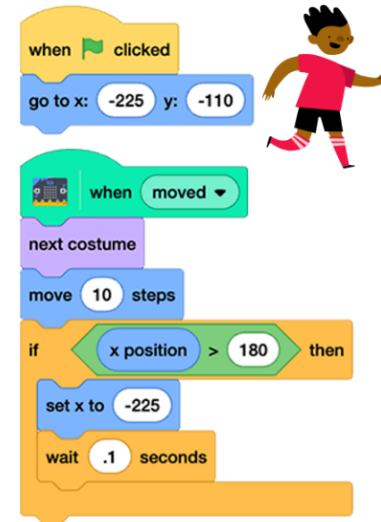 when clicked
go to x: -225 y: -110
when moved
next costume
move 10 steps
if x position > 180 then
set x to -225
wait .1 seconds